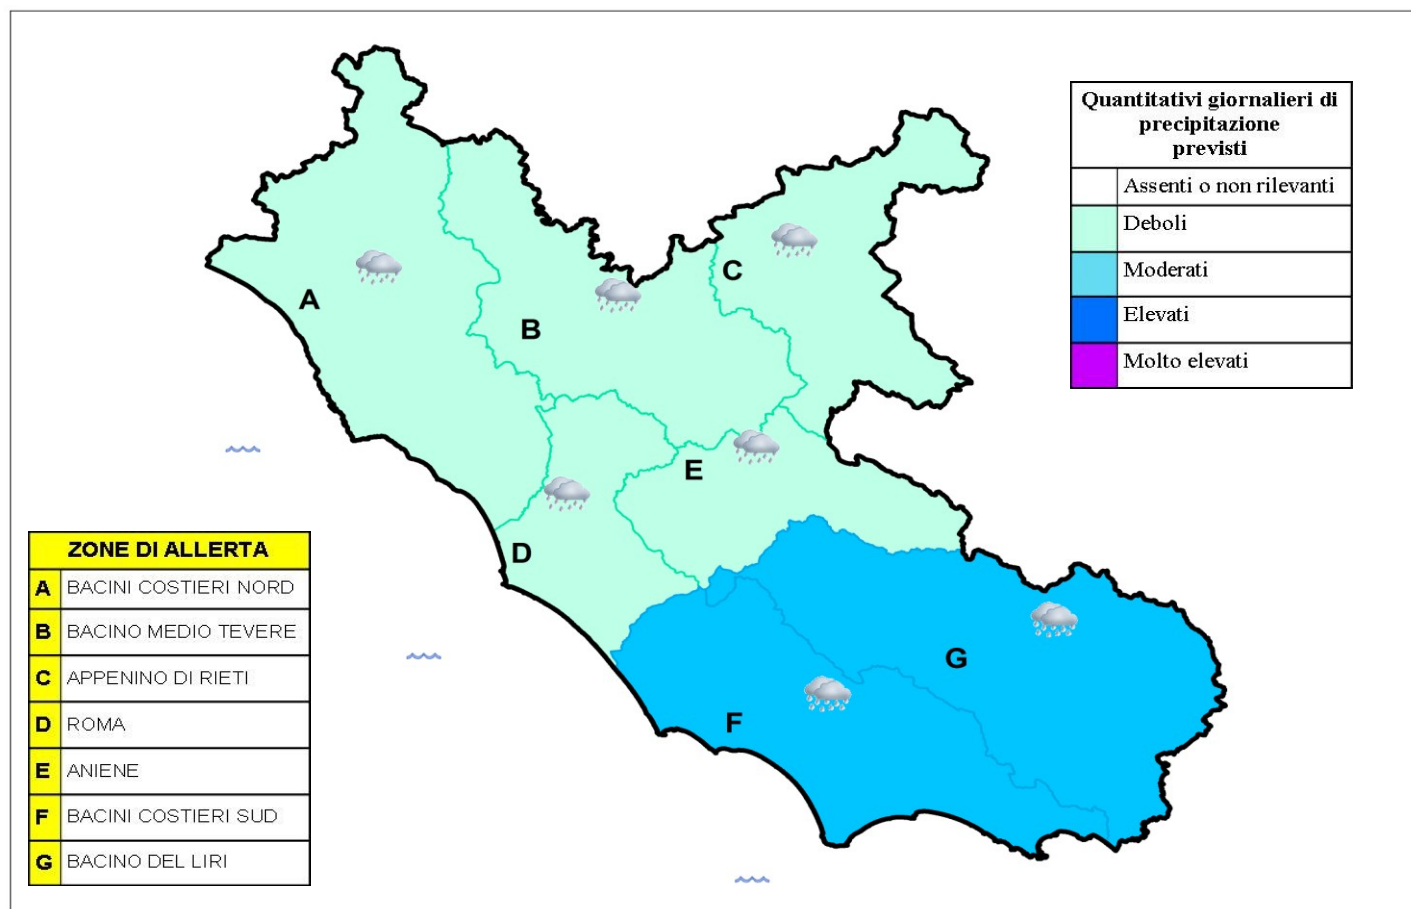 Quantitativi giornalieri di
precipitazione
previsti
Assenti o non rilevanti
Deboli
Moderati
Elevati
Molto elevati
A
B
C
E
D
G
F
ZONE DI ALLERTA
A BACINI COSTIERI NORD
B BACINO MEDIO TEVERE
C APPENINO DI RIETI
D ROMA
E ANIENE
F BACINI COSTIERI SUD
G BACINO DEL LIRI